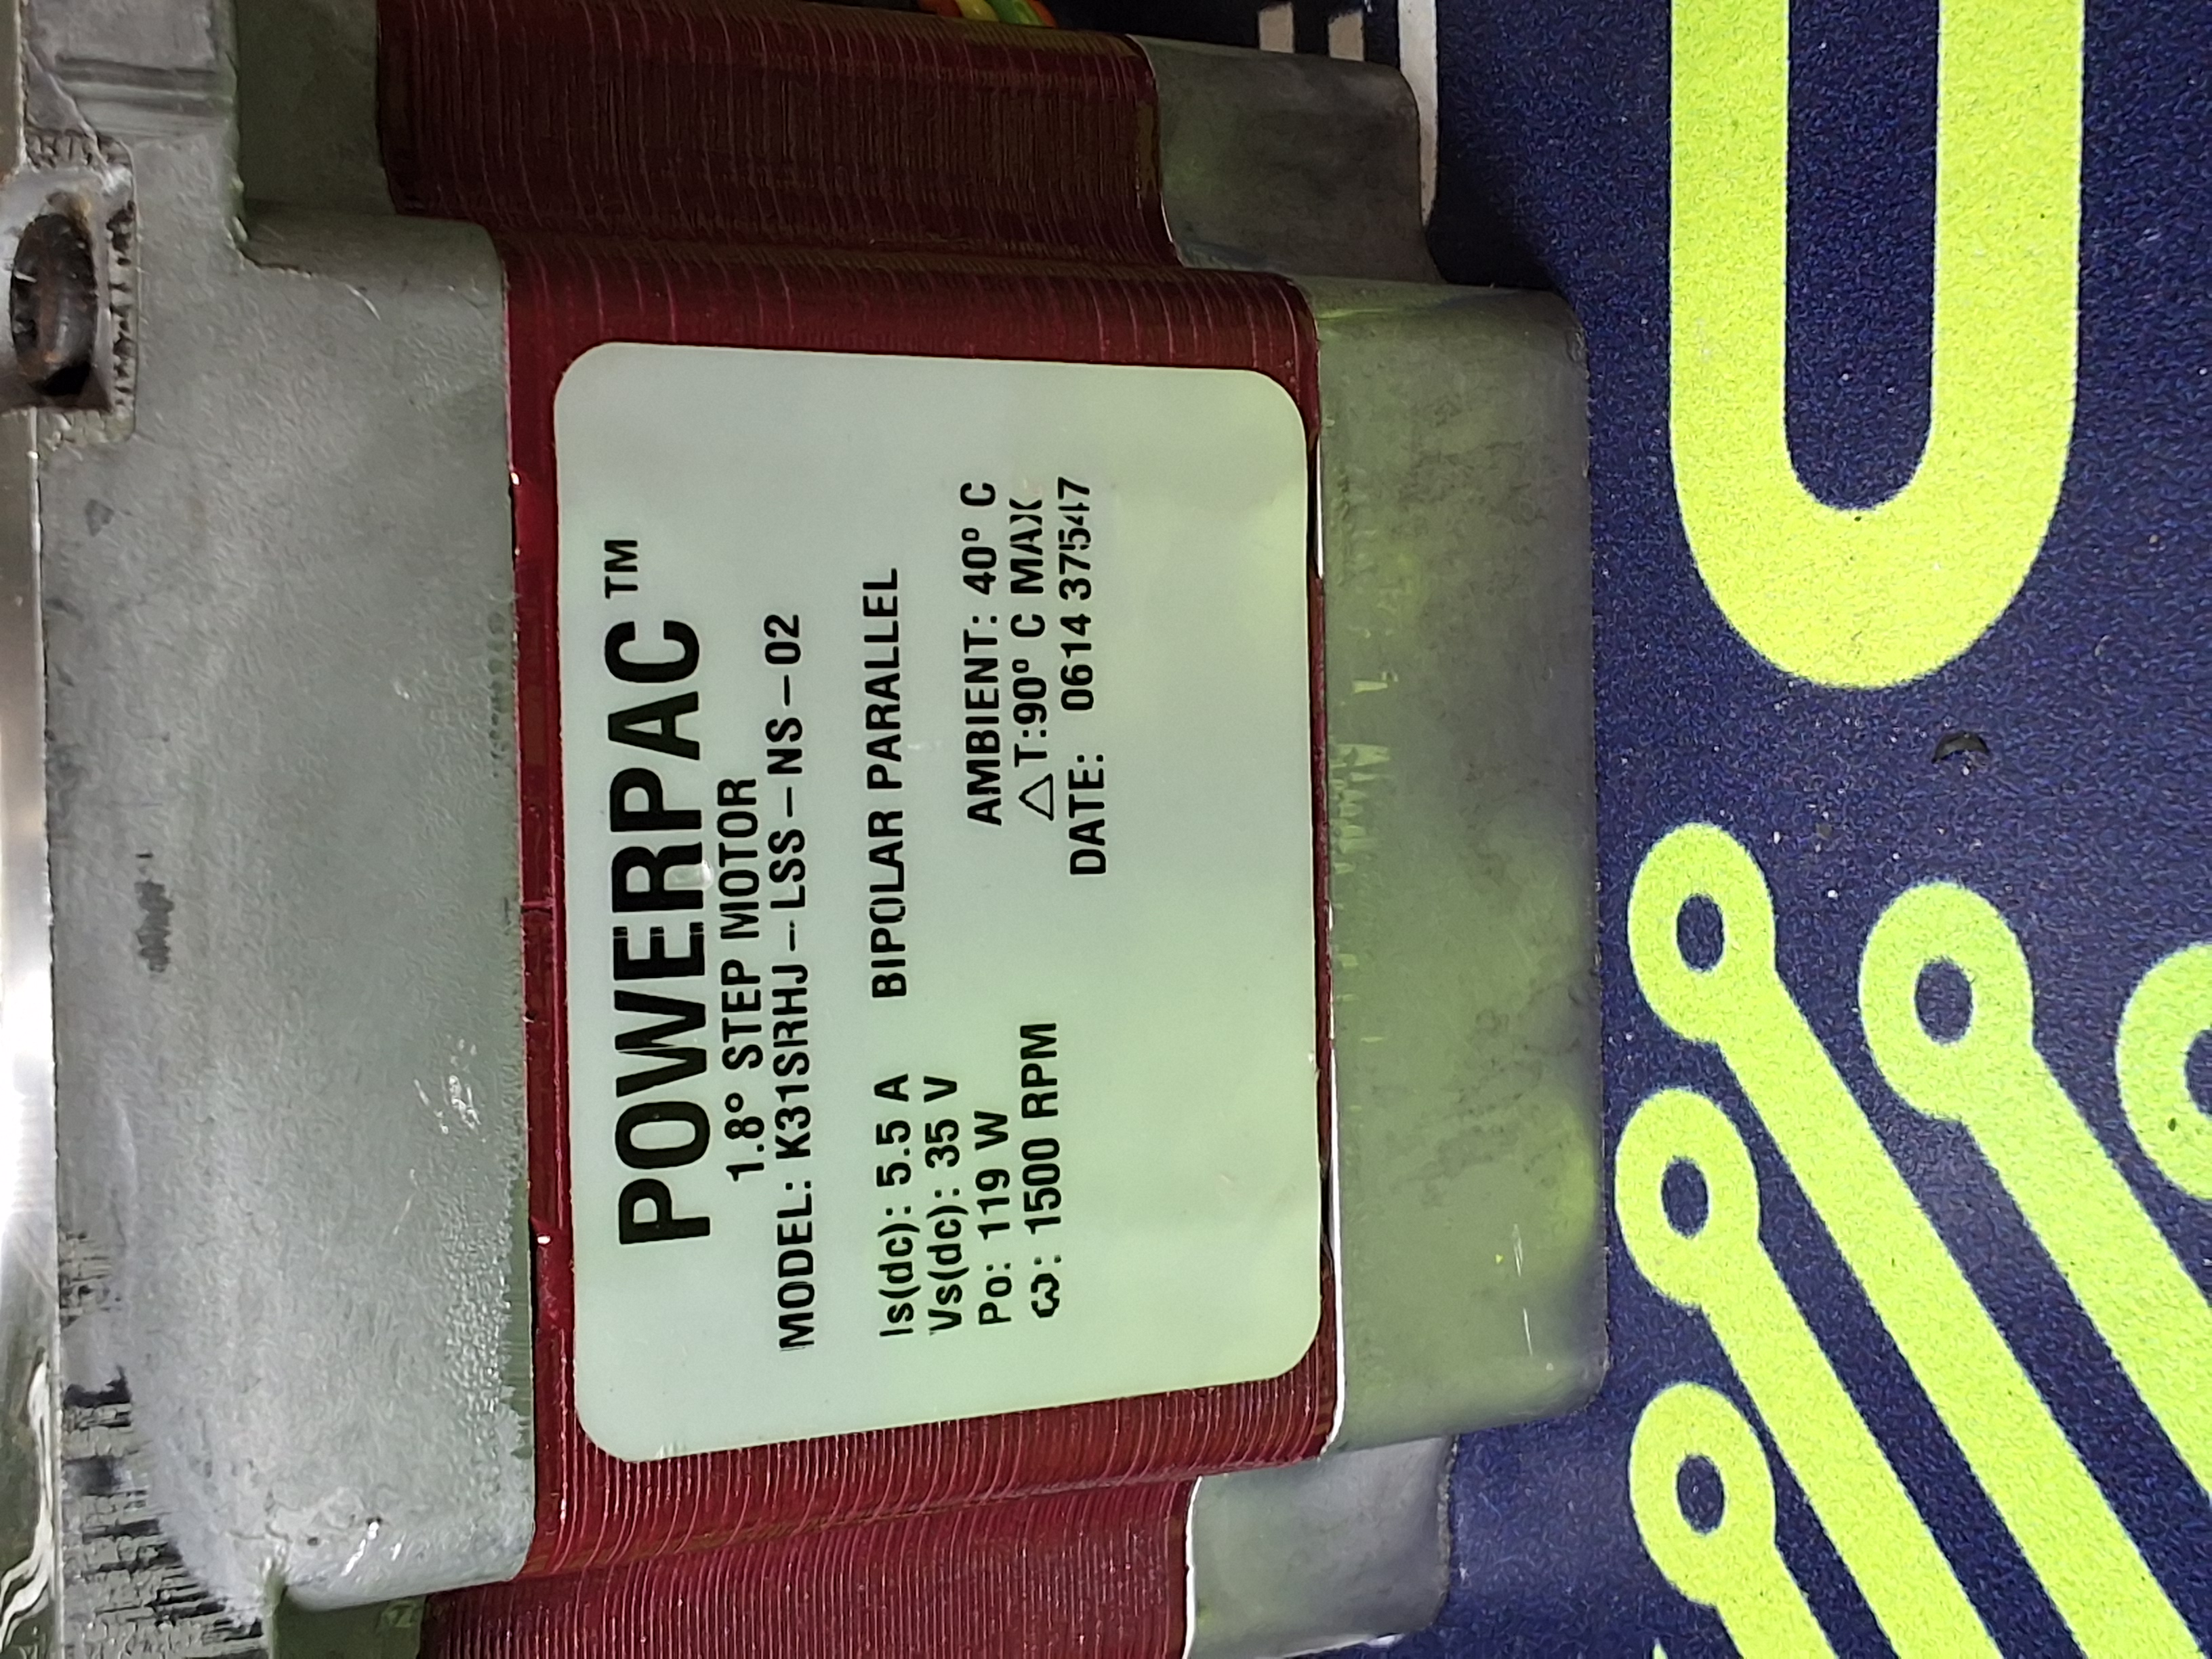 POWERPAC™
1.8° STEP MOTOR
MODEL: K31SRHJ-LSS-NS-02
Is(dc): 5.5 A BIPOLAR PARALLEL
Vs(dc): 35 V
Po: 119 W AMBIENT: 40° C
ω: 1500 RPM △T:90° C MAX
DATE: 0614 37547